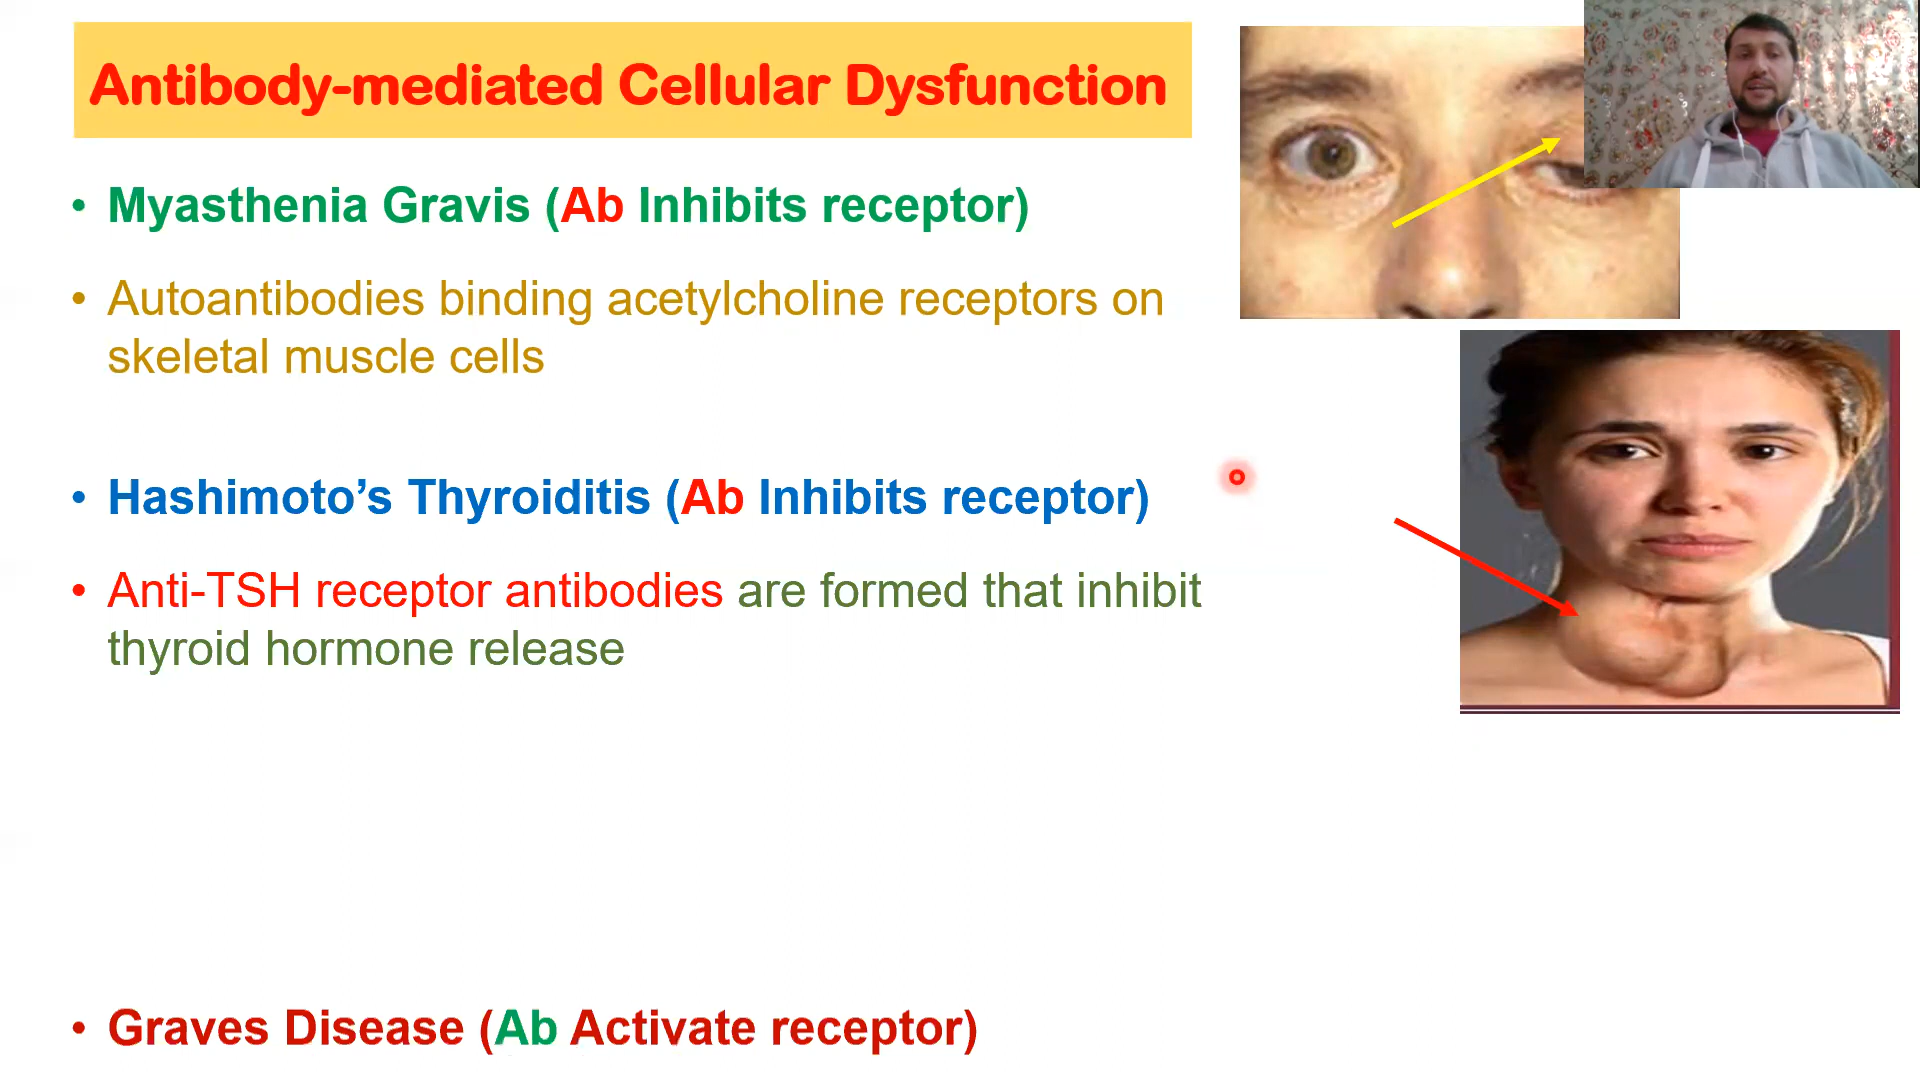 Antibody-mediated Cellular Dysfunction
• Myasthenia Gravis (Ab Inhibits receptor)
• Autoantibodies binding acetylcholine receptors on
skeletal muscle cells
• Hashimoto’s Thyroiditis (Ab Inhibits receptor)
• Anti-TSH receptor antibodies are formed that inhibit
thyroid hormone release
• Graves Disease (Ab Activate receptor)